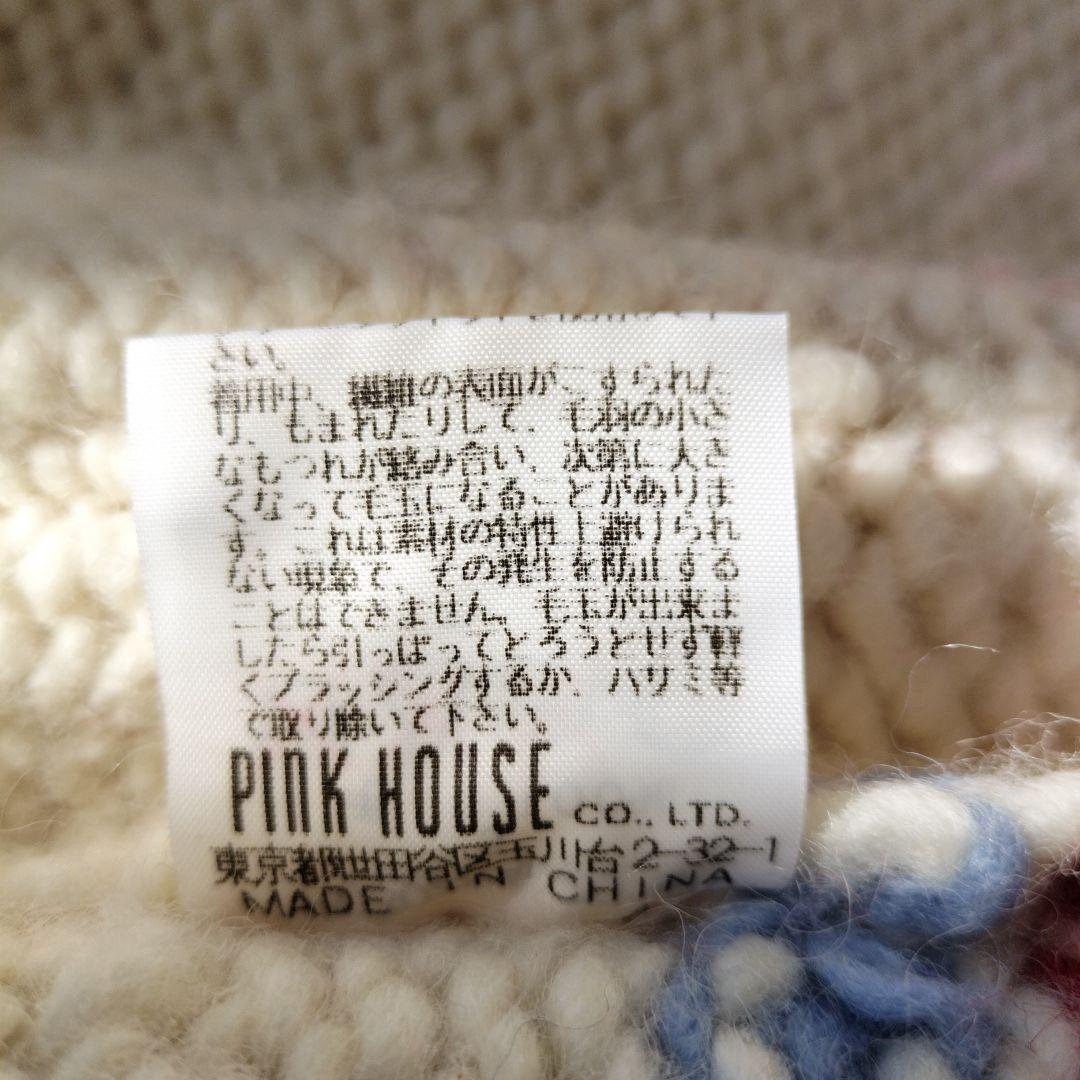 さい。
着用中、繊維の表面が、すられた
り、もまれたりして、毛羽の小さ
なもつれが絡み合い、次第に大き
くなって毛玉になることがありま
す。これは素材の特性上避けられ
ない現象で、その発生を防止する
ことはできません。毛玉が出来ま
したら引っぱってとろうとせず軽
くブラッシングするか、ハサミ等
で取り除いて下さい。
PINK HOUSE CO., LTD.
東京都世田谷区玉川台2-32-1
MADE IN CHINA